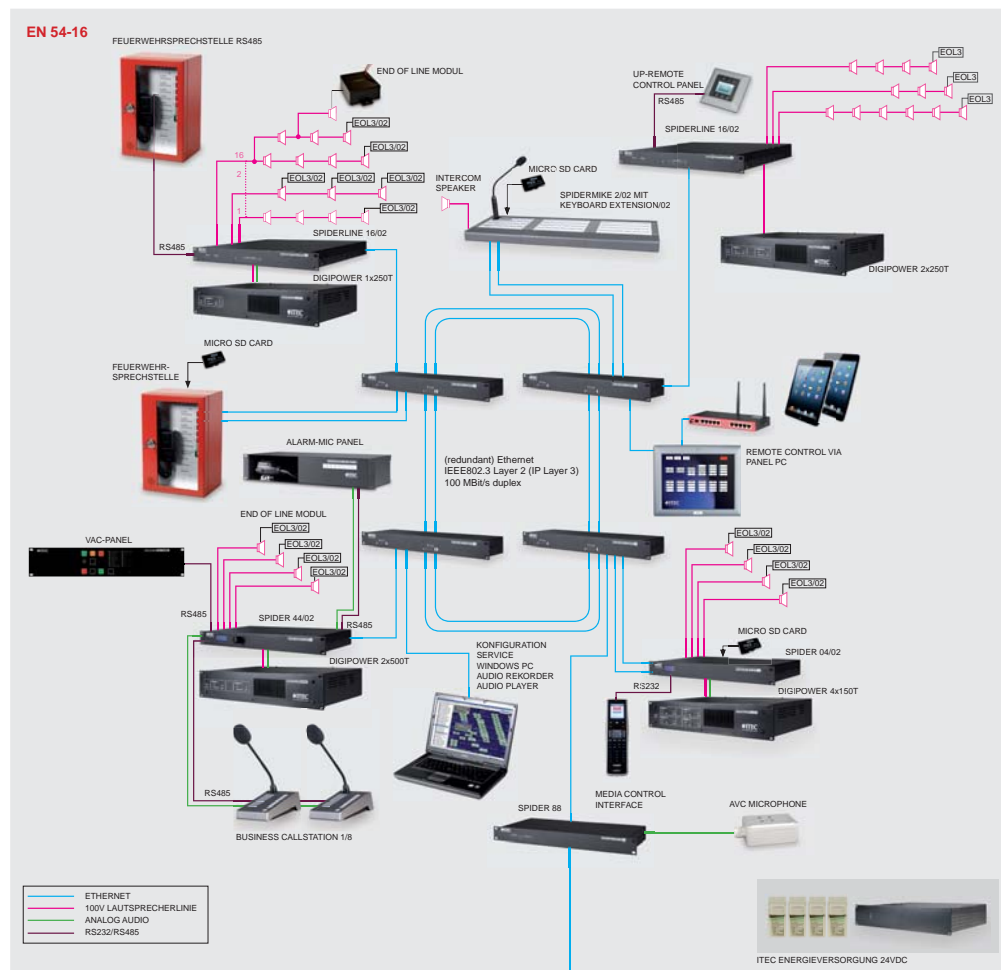 EN 54-16
FEUERWEHRSPRECHSTELLE RS485
END OF LINE MODUL
EOL3/02
16
EOL3/02
2
EOL3/02
EOL3/02
EOL3/02
1
EOL3/02
RS485
SPIDERLINE 16/02
DIGIPOWER 1x250T
INTERCOM
SPEAKER
MICRO SD CARD
SPIDERMIKE 2/02 MIT
KEYBOARD EXTENSION/02
UP-REMOTE
CONTROL PANEL
RS485
SPIDERLINE 16/02
EOL3
EOL3
EOL3
DIGIPOWER 2x250T
MICRO SD CARD
FEUERWEHR-
SPRECHSTELLE
ALARM-MIC PANEL
(redundant) Ethernet
IEEE802.3 Layer 2 (IP Layer 3)
100 MBit/s duplex
REMOTE CONTROL VIA
PANEL PC
END OF LINE MODUL
EOL3/02
EOL3/02
EOL3/02
EOL3/02
VAC-PANEL
RS485
SPIDER 44/02
RS485
DIGIPOWER 2x500T
RS485
BUSINESS CALLSTATION 1/8
KONFIGURATION
SERVICE
WINDOWS PC
AUDIO REKORDER
AUDIO PLAYER
EOL3/02
EOL3/02
EOL3/02
EOL3/02
MICRO SD CARD
SPIDER 04/02
RS232
DIGIPOWER 4x150T
MEDIA CONTROL
INTERFACE
SPIDER 88
AVC MICROPHONE
ETHERNET
100V LAUTSPRECHERLINIE
ANALOG AUDIO
RS232/RS485
ITEC ENERGIEVERSORGUNG 24VDC